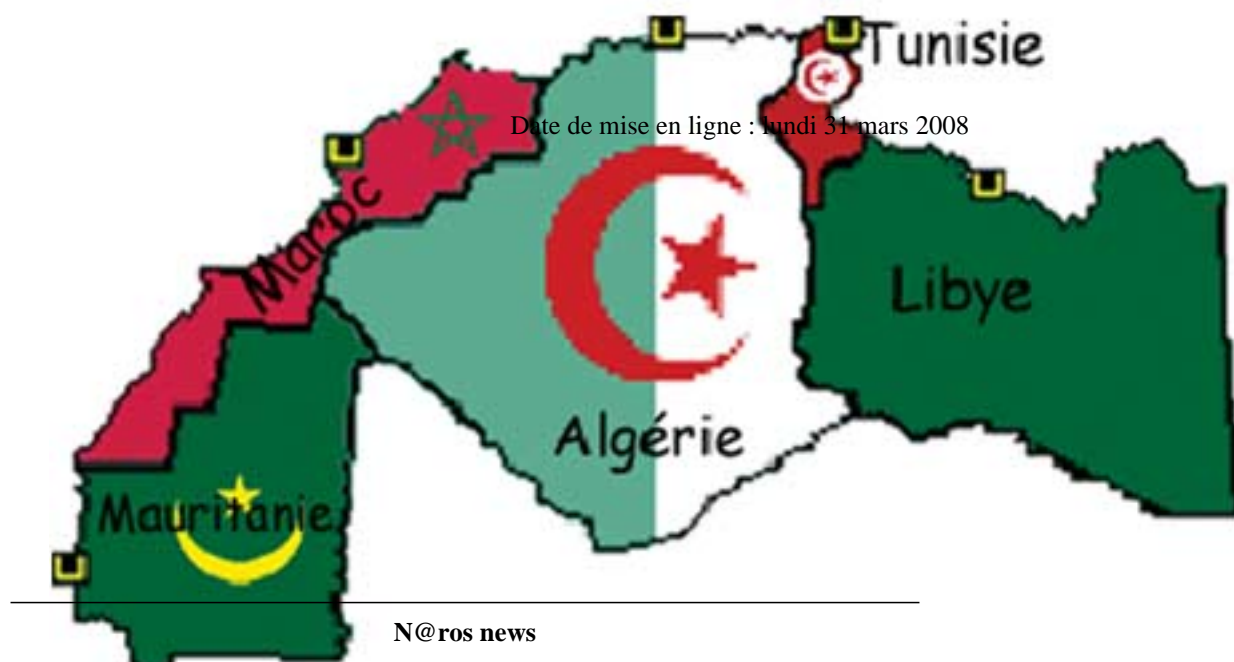 Tunisie
Date de mise en ligne : lundi 31 mars 2008
Maroc
Libye
Algérie
Mauritanie
N@ros news